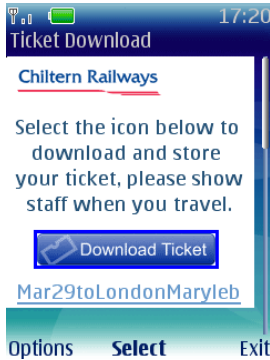 17:20
Ticket Download
Chiltern Railways
Select the icon below to
download and store
your ticket, please show
staff when you travel.
Download Ticket
Mar29toLondonMaryleb
Options Select Exit